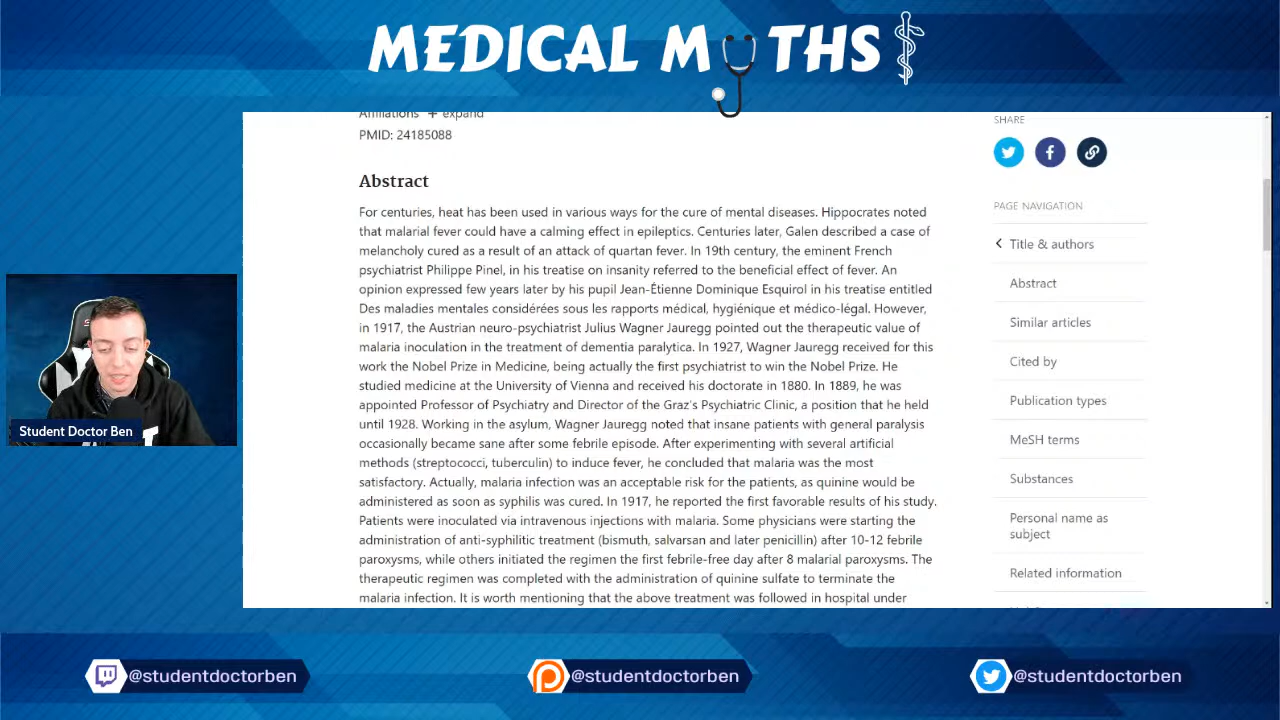 MEDICAL MYTHS
Affiliations + expand
PMID: 24185088
Abstract
For centuries, heat has been used in various ways for the cure of mental diseases. Hippocrates noted
that malarial fever could have a calming effect in epileptics. Centuries later, Galen described a case of
melancholy cured as a result of an attack of quartan fever. In 19th century, the eminent French
psychiatrist Philippe Pinel, in his treatise on insanity referred to the beneficial effect of fever. An
opinion expressed few years later by his pupil Jean-Étienne Dominique Esquirol in his treatise entitled
Des maladies mentales considérées sous les rapports médical, hygiénique et médico-légal. However,
in 1917, the Austrian neuro-psychiatrist Julius Wagner Jauregg pointed out the therapeutic value of
malaria inoculation in the treatment of dementia paralytica. In 1927, Wagner Jauregg received for this
work the Nobel Prize in Medicine, being actually the first psychiatrist to win the Nobel Prize. He
studied medicine at the University of Vienna and received his doctorate in 1880. In 1889, he was
appointed Professor of Psychiatry and Director of the Graz's Psychiatric Clinic, a position that he held
until 1928. Working in the asylum, Wagner Jauregg noted that insane patients with general paralysis
occasionally became sane after some febrile episode. After experimenting with several artificial
methods (streptococci, tuberculin) to induce fever, he concluded that malaria was the most
satisfactory. Actually, malaria infection was an acceptable risk for the patients, as quinine would be
administered as soon as syphilis was cured. In 1917, he reported the first favorable results of his study.
Patients were inoculated via intravenous injections with malaria. Some physicians were starting the
administration of anti-syphilitic treatment (bismuth, salvarsan and later penicillin) after 10-12 febrile
paroxysms, while others initiated the regimen the first febrile-free day after 8 malarial paroxysms. The
therapeutic regimen was completed with the administration of quinine sulfate to terminate the
malaria infection. It is worth mentioning that the above treatment was followed in hospital under
SHARE
PAGE NAVIGATION
Title & authors
Abstract
Similar articles
Cited by
Publication types
MeSH terms
Substances
Personal name as
subject
Related information
Student Doctor Ben
@studentdoctorben
@studentdoctorben
@studentdoctorben